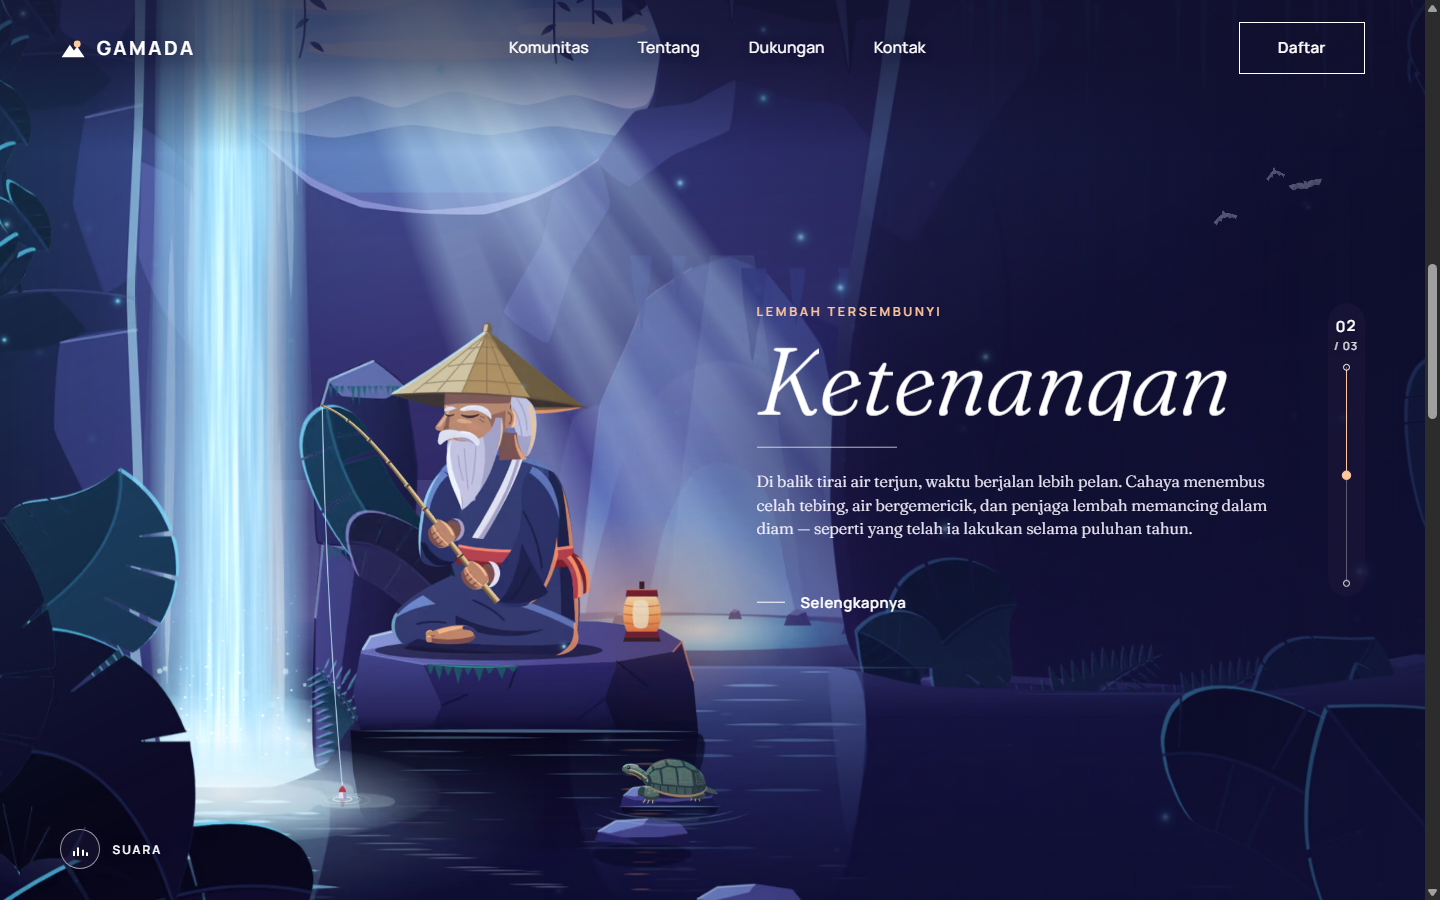 GAMADA
Komunitas
Tentang
Dukungan
Kontak
Daftar
LEMBAH TERSEMBUNYI
Ketenangan
Di balik tirai air terjun, waktu berjalan lebih pelan. Cahaya menembus
celah tebing, air bergemericik, dan penjaga lembah memancing dalam
diam — seperti yang telah ia lakukan selama puluhan tahun.
Selengkapnya
02
/ 03
SUARA